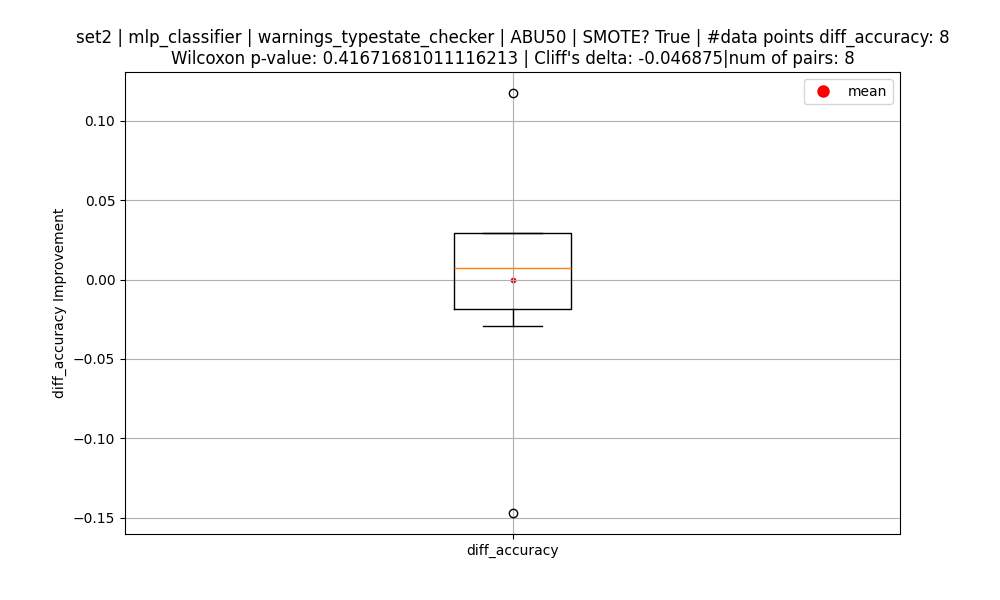 set2 | mlp_classifier | warnings_typestate_checker | ABU50 | SMOTE? True | #data points diff_accuracy: 8
Wilcoxon p-value: 0.41671681011116213 | Cliff's delta: -0.046875|num of pairs: 8
mean
0.10
0.05
0.00
−0.05
−0.10
−0.15
diff_accuracy Improvement
diff_accuracy